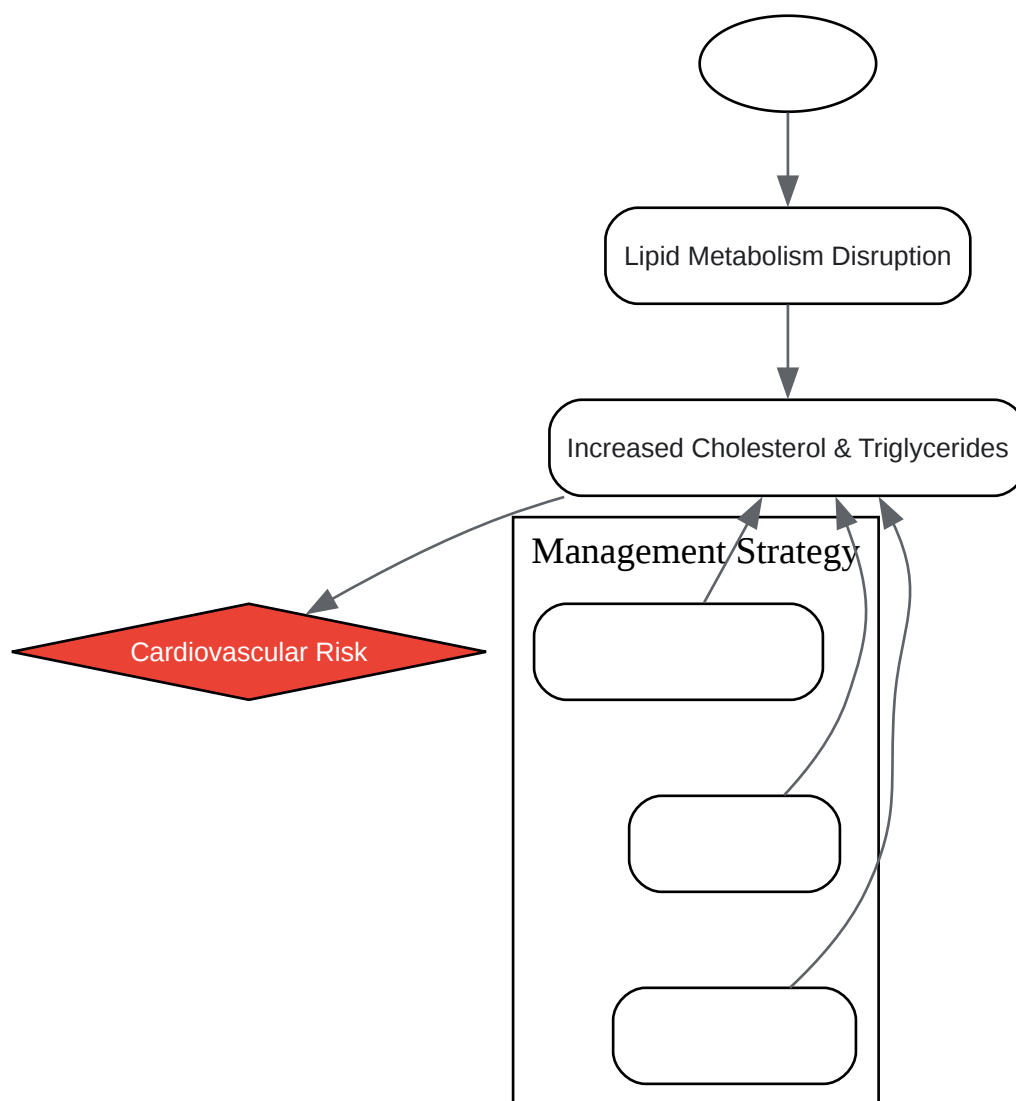 Lipid Metabolism Disruption
Increased Cholesterol & Triglycerides
Management Strategy
Cardiovascular Risk